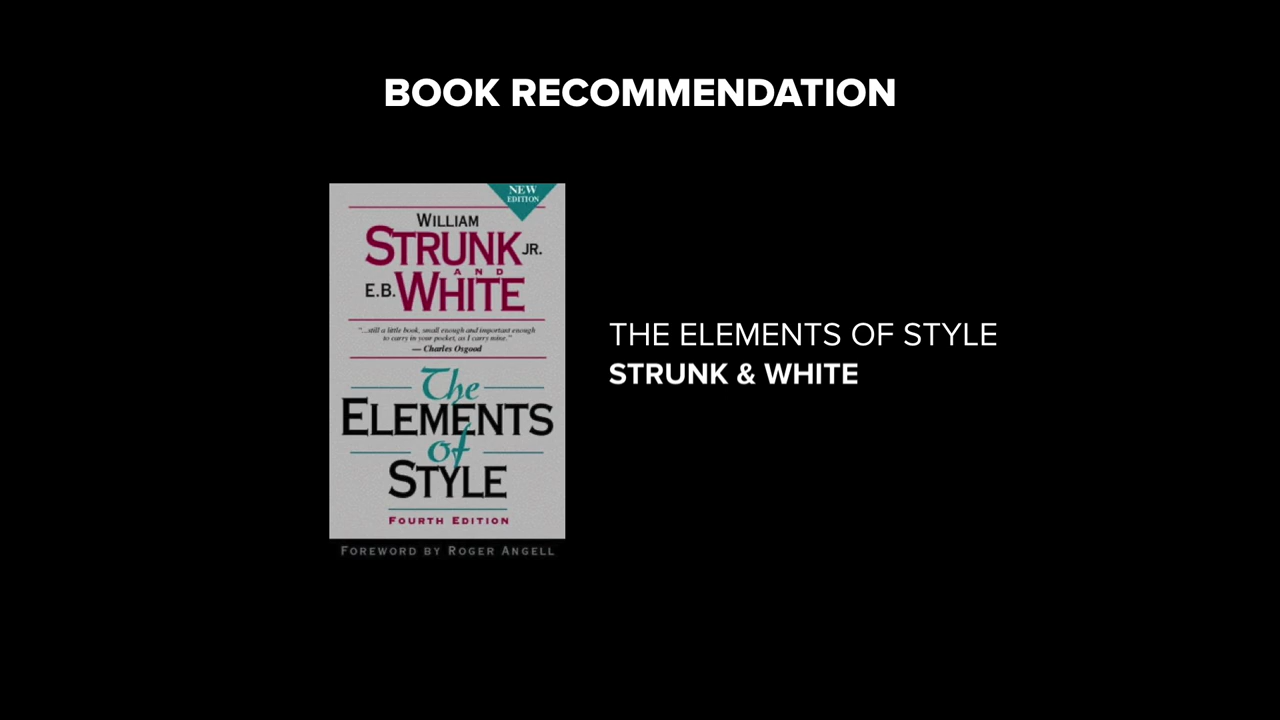 BOOK RECOMMENDATION
NEW
EDITION
WILLIAM
STRUNK JR.
AND
E.B. WHITE
"...still a little book, small enough and important enough
to carry in your pocket, as I carry mine."
— Charles Osgood
The
ELEMENTS
of
STYLE
FOURTH EDITION
FOREWORD BY ROGER ANGELL
THE ELEMENTS OF STYLE
STRUNK & WHITE